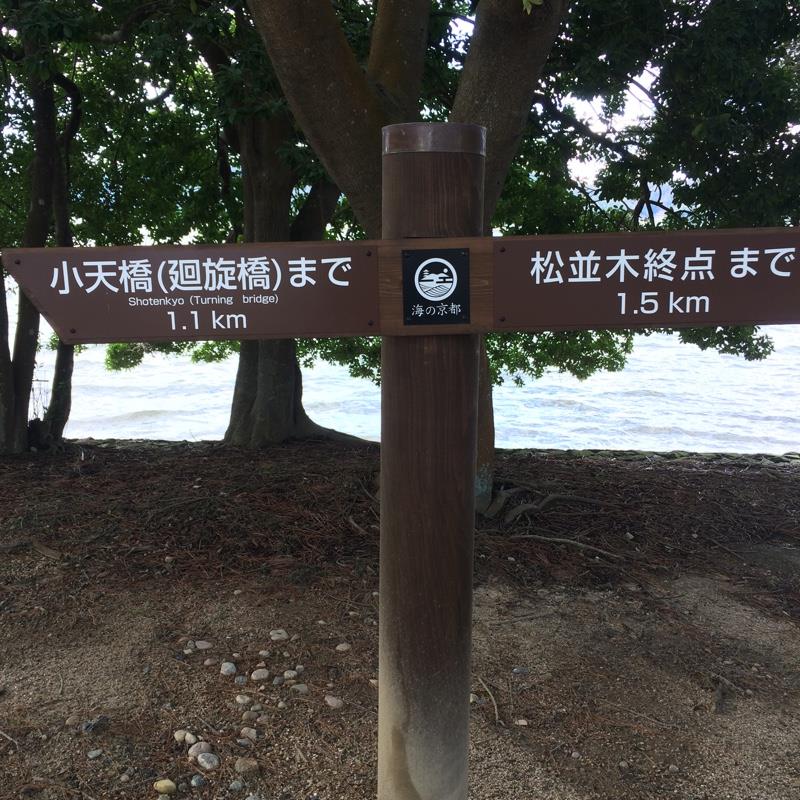 小天橋(廻旋橋)まで
Shotenkyo (Turning bridge)
1.1 km
海の京都
松並木終点 まで
1.5 km